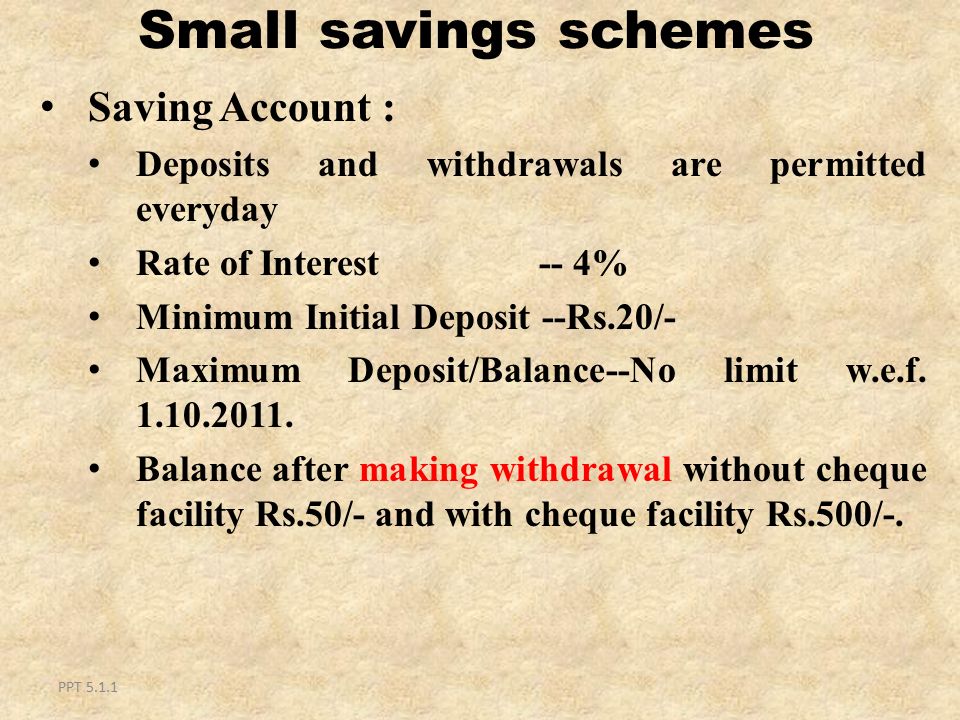 Small savings schemes
• Saving Account :
• Deposits and withdrawals are permitted
everyday
• Rate of Interest -- 4%
• Minimum Initial Deposit --Rs.20/-
• Maximum Deposit/Balance--No limit w.e.f.
1.10.2011.
• Balance after making withdrawal without cheque
facility Rs.50/- and with cheque facility Rs.500/-.
PPT 5.1.1